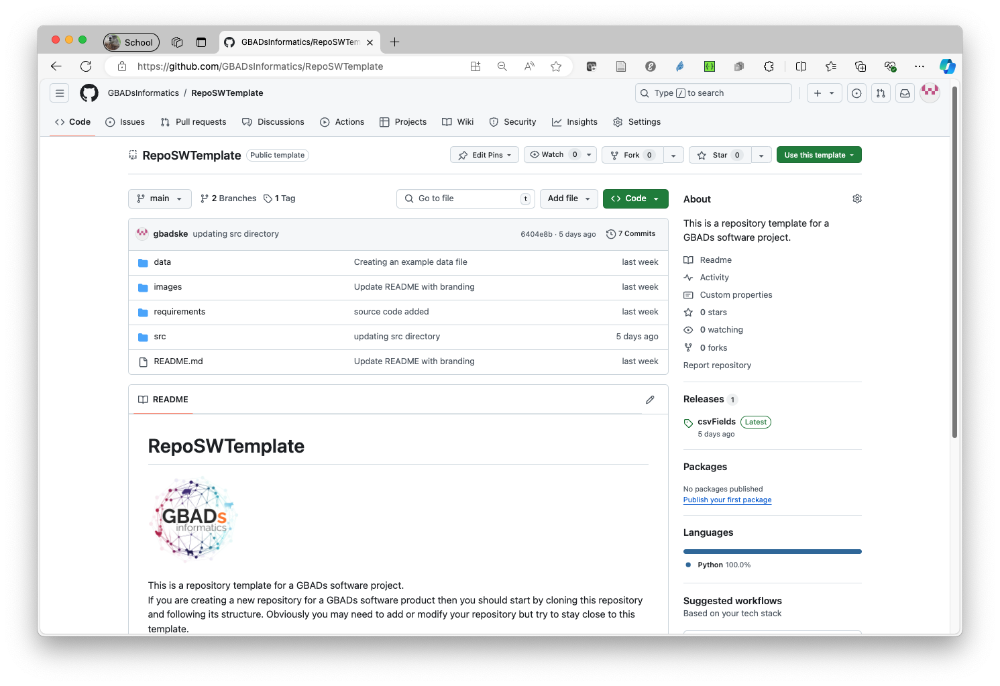 School
GBADsInformatics/RepoSWTem
https://github.com/GBADsInformatics/RepoSWTemplate
GBADsInformatics / RepoSWTemplate
Type / to search
Code Issues Pull requests Discussions Actions Projects Wiki Security Insights Settings
RepoSWTemplate Public template
Edit Pins Watch 0 Fork 0 Star 0 Use this template
main 2 Branches 1 Tag Go to file t Add file Code
gbadske updating src directory 6404e8b · 5 days ago 7 Commits
data Creating an example data file last week
images Update README with branding last week
requirements source code added last week
src updating src directory 5 days ago
README.md Update README with branding last week
README
RepoSWTemplate
GBADs
informatics
This is a repository template for a GBADs software project.
If you are creating a new repository for a GBADs software product then you should start by cloning this repository
and following its structure. Obviously you may need to add or modify your repository but try to stay close to this
template.
About
This is a repository template for a
GBADs software project.
Readme
Activity
Custom properties
0 stars
0 watching
0 forks
Report repository
Releases 1
csvFields Latest
5 days ago
Packages
No packages published
Publish your first package
Languages
Python 100.0%
Suggested workflows
Based on your tech stack